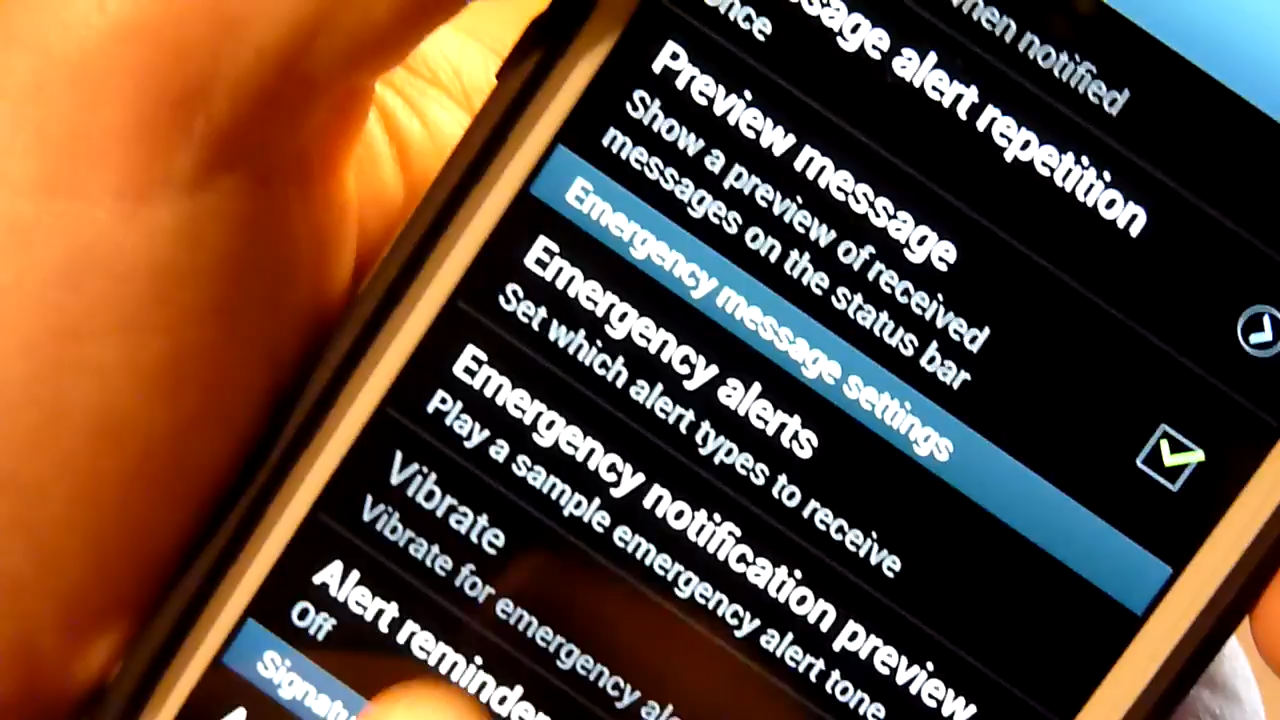 when notified
message alert repetition
Once
Preview message
Show a preview of received
messages on the status bar
Emergency message settings
Emergency alerts
Set which alert types to receive
Emergency notification preview
Play a sample emergency alert tone
Vibrate
Vibrate for emergency
Alert reminder
Off